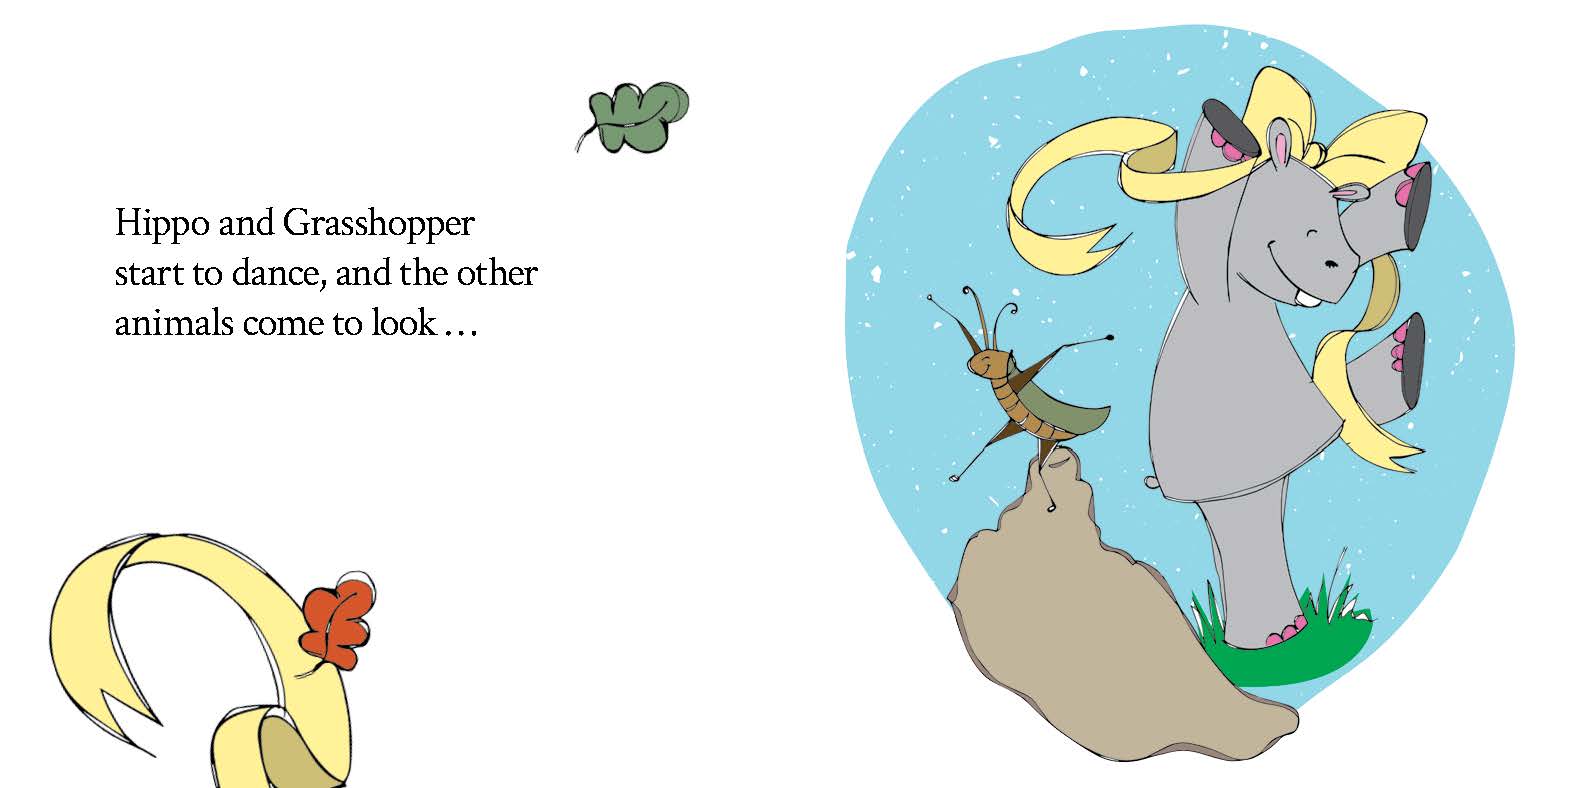 Hippo and Grasshopper
start to dance, and the other
animals come to look…